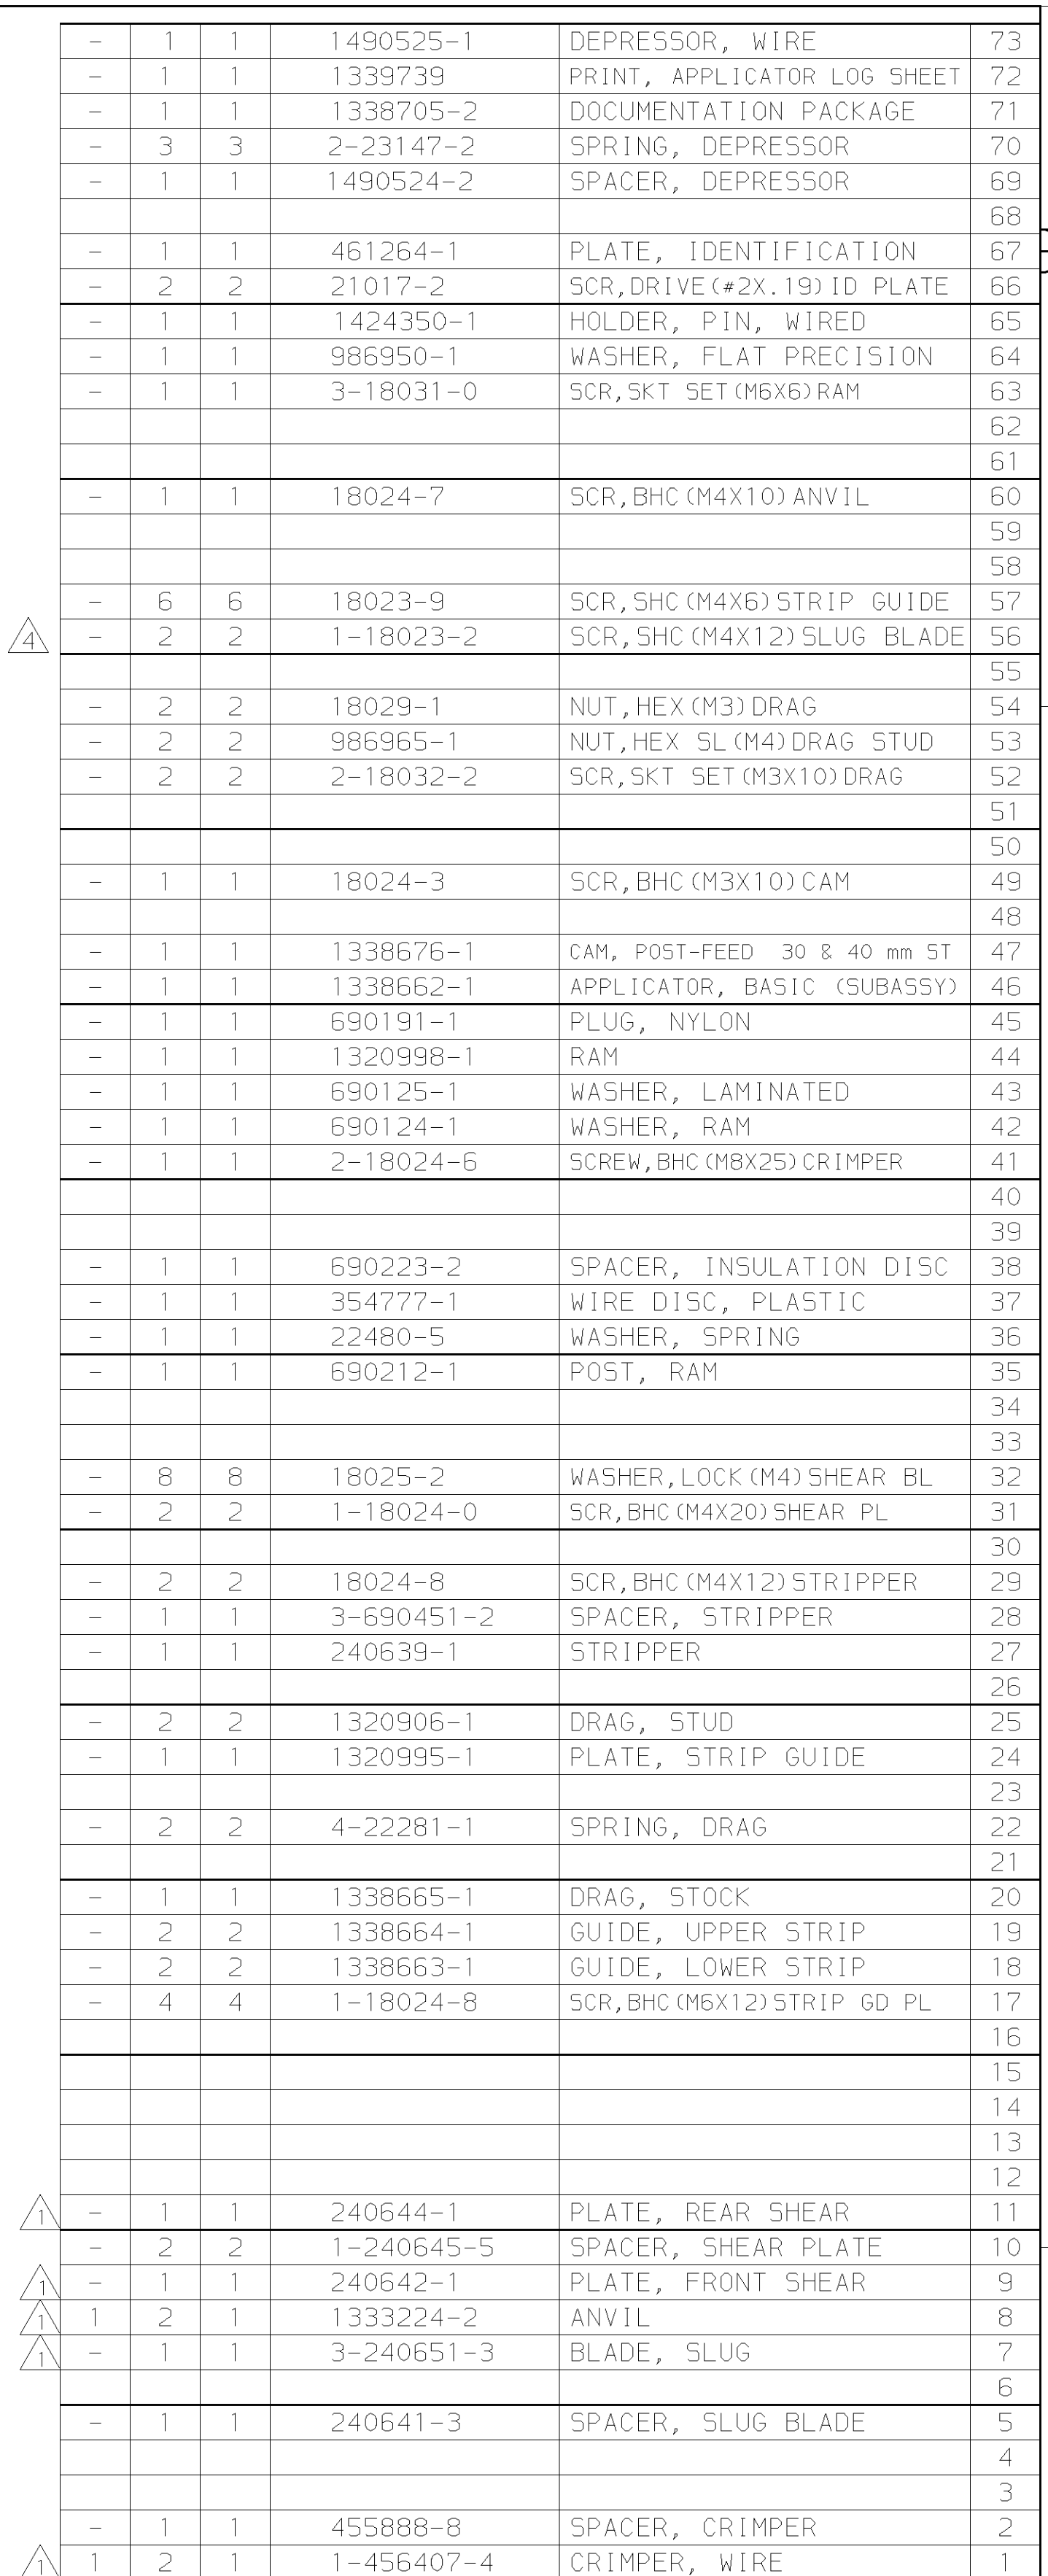 - 1 1 1490525-1 DEPRESSOR, WIRE 73
- 1 1 1339739 PRINT, APPLICATOR LOG SHEET 72
- 1 1 1338705-2 DOCUMENTATION PACKAGE 71
- 3 3 2-23147-2 SPRING, DEPRESSOR 70
- 1 1 1490524-2 SPACER, DEPRESSOR 69
68
- 1 1 461264-1 PLATE, IDENTIFICATION 67
- 2 2 21017-2 SCR,DRIVE(#2X.19)ID PLATE 66
- 1 1 1424350-1 HOLDER, PIN, WIRED 65
- 1 1 986950-1 WASHER, FLAT PRECISION 64
- 1 1 3-18031-0 SCR,SKT SET(M6X6)RAM 63
62
61
- 1 1 18024-7 SCR,BHC(M4X10)ANVIL 60
59
58
- 6 6 18023-9 SCR,SHC(M4X6)STRIP GUIDE 57
4 - 2 2 1-18023-2 SCR,SHC(M4X12)SLUG BLADE 56
55
- 2 2 18029-1 NUT,HEX(M3)DRAG 54
- 2 2 986965-1 NUT,HEX SL(M4)DRAG STUD 53
- 2 2 2-18032-2 SCR,SKT SET(M3X10)DRAG 52
51
50
- 1 1 18024-3 SCR,BHC(M3X10)CAM 49
48
- 1 1 1338676-1 CAM, POST-FEED 30 & 40 mm ST 47
- 1 1 1338662-1 APPLICATOR, BASIC (SUBASSY) 46
- 1 1 690191-1 PLUG, NYLON 45
- 1 1 1320998-1 RAM 44
- 1 1 690125-1 WASHER, LAMINATED 43
- 1 1 690124-1 WASHER, RAM 42
- 1 1 2-18024-6 SCREW,BHC(M8X25)CRIMPER 41
40
39
- 1 1 690223-2 SPACER, INSULATION DISC 38
- 1 1 354777-1 WIRE DISC, PLASTIC 37
- 1 1 22480-5 WASHER, SPRING 36
- 1 1 690212-1 POST, RAM 35
34
33
- 8 8 18025-2 WASHER,LOCK(M4)SHEAR BL 32
- 2 2 1-18024-0 SCR,BHC(M4X20)SHEAR PL 31
30
- 2 2 18024-8 SCR,BHC(M4X12)STRIPPER 29
- 1 1 3-690451-2 SPACER, STRIPPER 28
- 1 1 240639-1 STRIPPER 27
26
- 2 2 1320906-1 DRAG, STUD 25
- 1 1 1320995-1 PLATE, STRIP GUIDE 24
23
- 2 2 4-22281-1 SPRING, DRAG 22
21
- 1 1 1338665-1 DRAG, STOCK 20
- 2 2 1338664-1 GUIDE, UPPER STRIP 19
- 2 2 1338663-1 GUIDE, LOWER STRIP 18
- 4 4 1-18024-8 SCR,BHC(M6X12)STRIP GD PL 17
16
15
14
13
12
1 - 1 1 240644-1 PLATE, REAR SHEAR 11
- 2 2 1-240645-5 SPACER, SHEAR PLATE 10
1 - 1 1 240642-1 PLATE, FRONT SHEAR 9
1 1 2 1 1333224-2 ANVIL 8
1 - 1 1 3-240651-3 BLADE, SLUG 7
6
- 1 1 240641-3 SPACER, SLUG BLADE 5
4
3
- 1 1 455888-8 SPACER, CRIMPER 2
1 1 2 1 1-456407-4 CRIMPER, WIRE 1